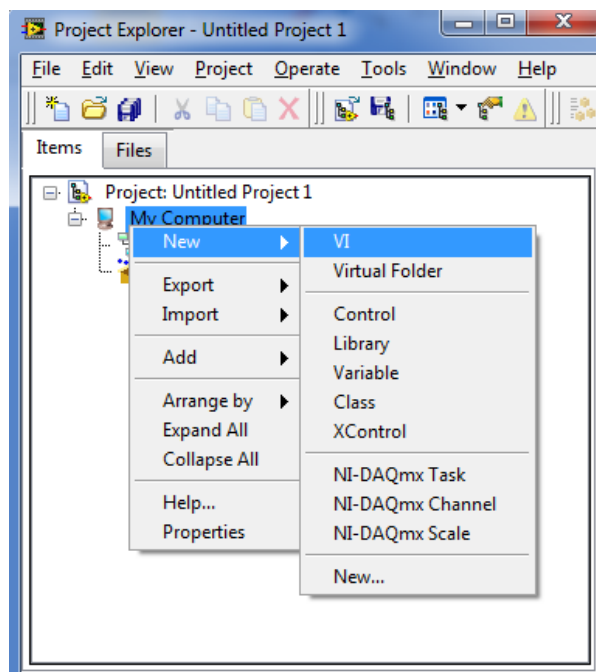 Project Explorer - Untitled Project 1
File Edit View Project Operate Tools Window Help
Items Files
Project: Untitled Project 1
My Computer
New
Export
Import
Add
Arrange by
Expand All
Collapse All
Help...
Properties
VI
Virtual Folder
Control
Library
Variable
Class
XControl
NI-DAQmx Task
NI-DAQmx Channel
NI-DAQmx Scale
New...